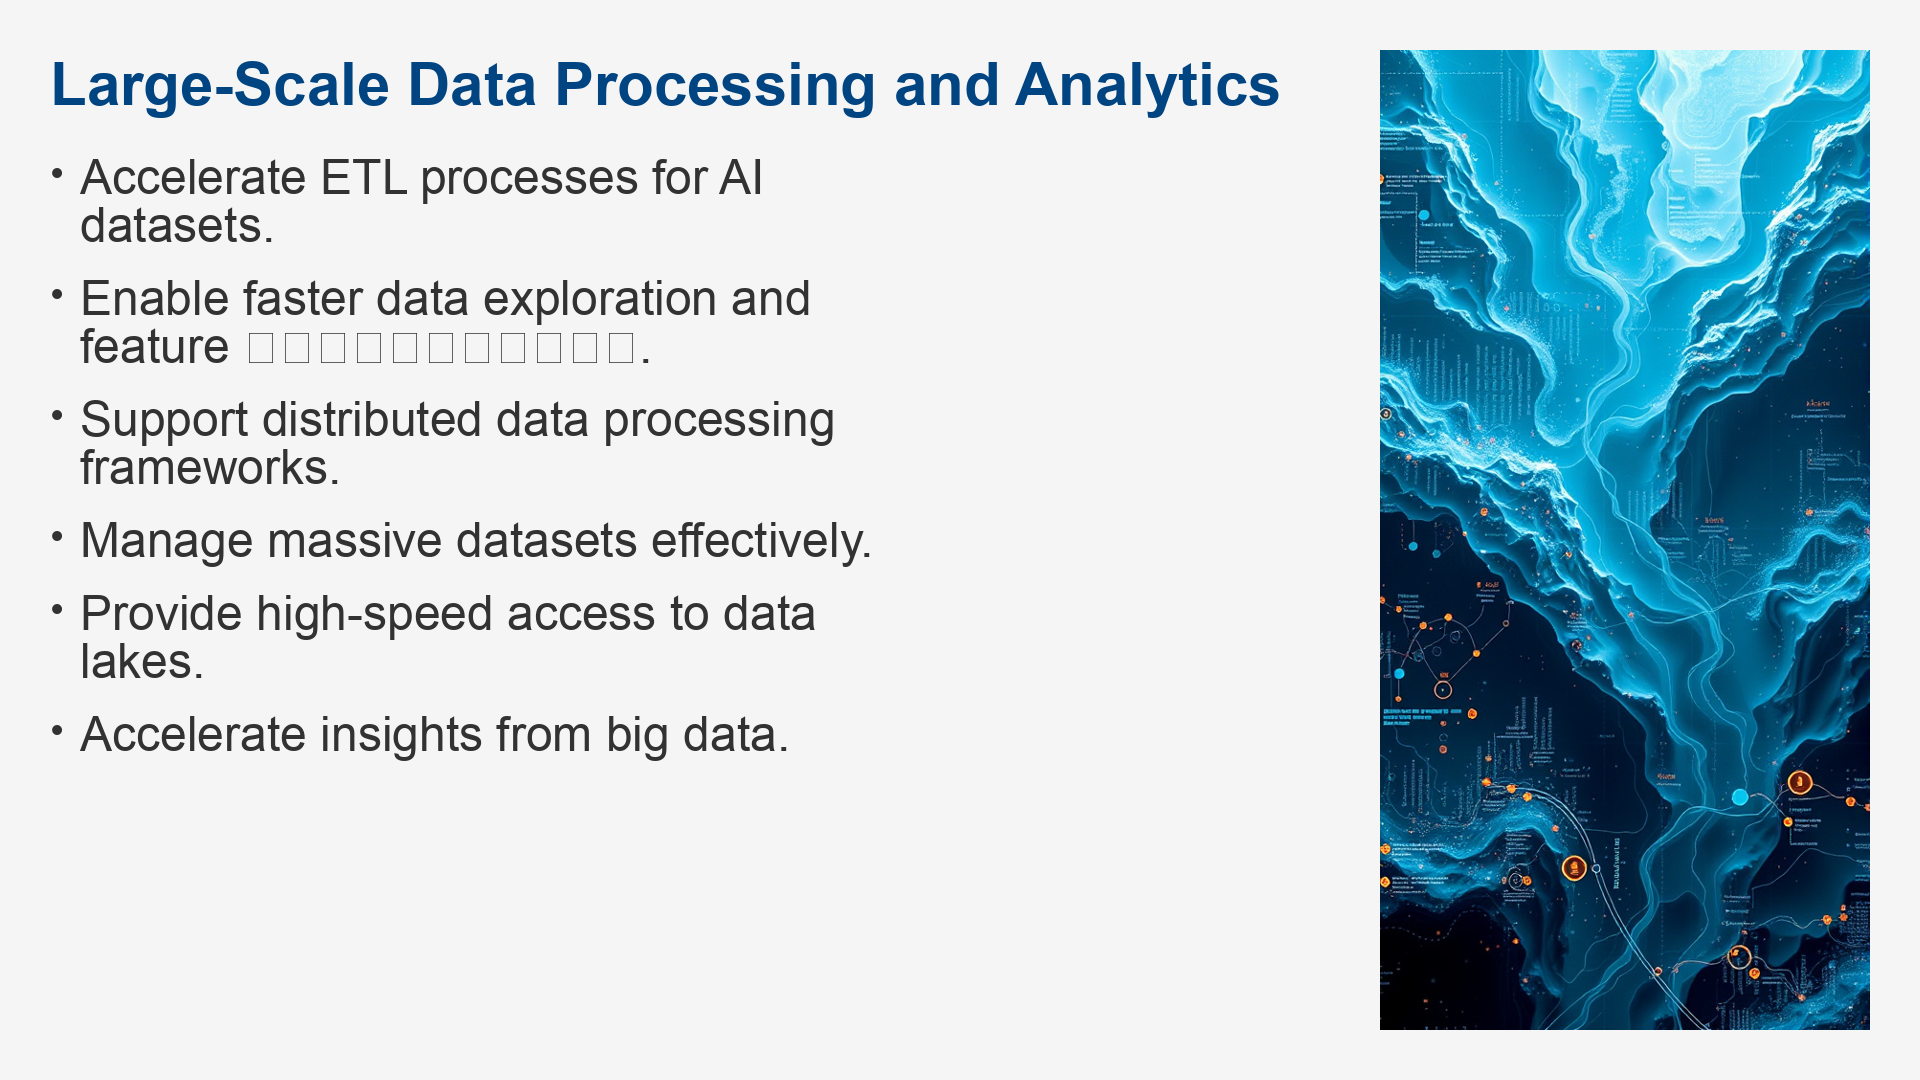 Large-Scale Data Processing and Analytics
• Accelerate ETL processes for AI
datasets.
• Enable faster data exploration and
feature .
• Support distributed data processing
frameworks.
• Manage massive datasets effectively.
• Provide high-speed access to data
lakes.
• Accelerate insights from big data.